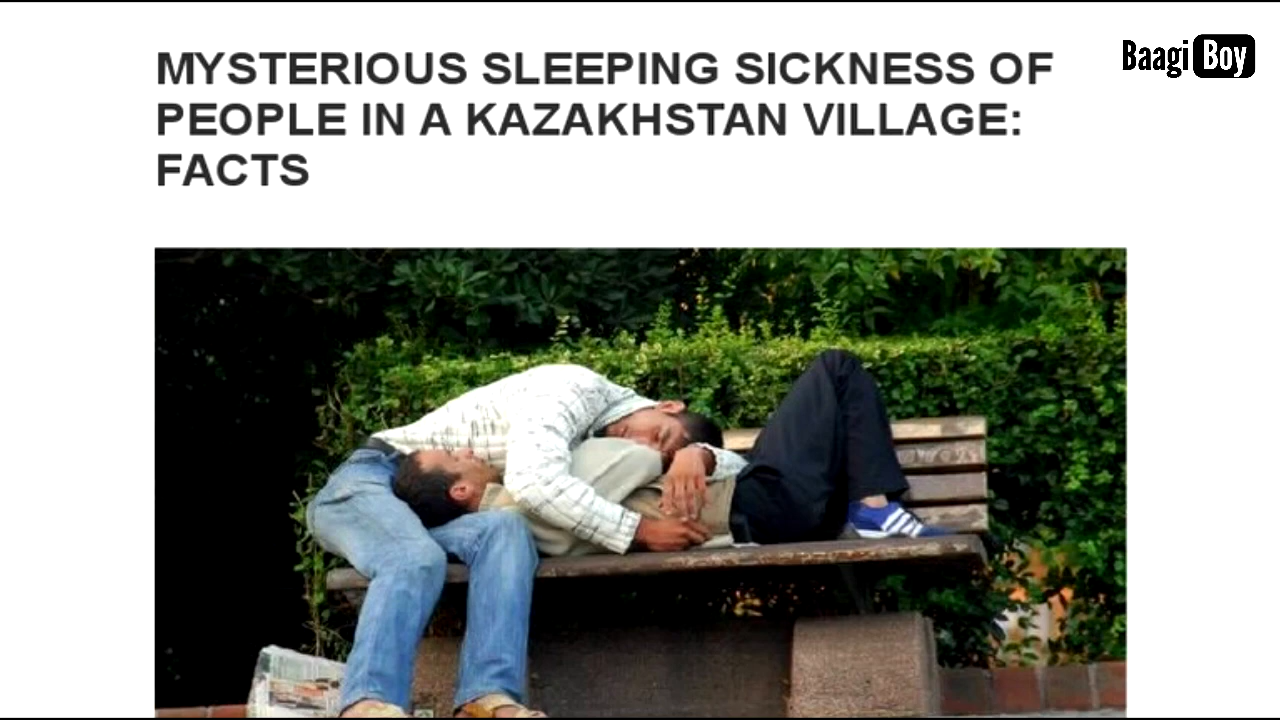 MYSTERIOUS SLEEPING SICKNESS OF
PEOPLE IN A KAZAKHSTAN VILLAGE:
FACTS
Baagi Boy